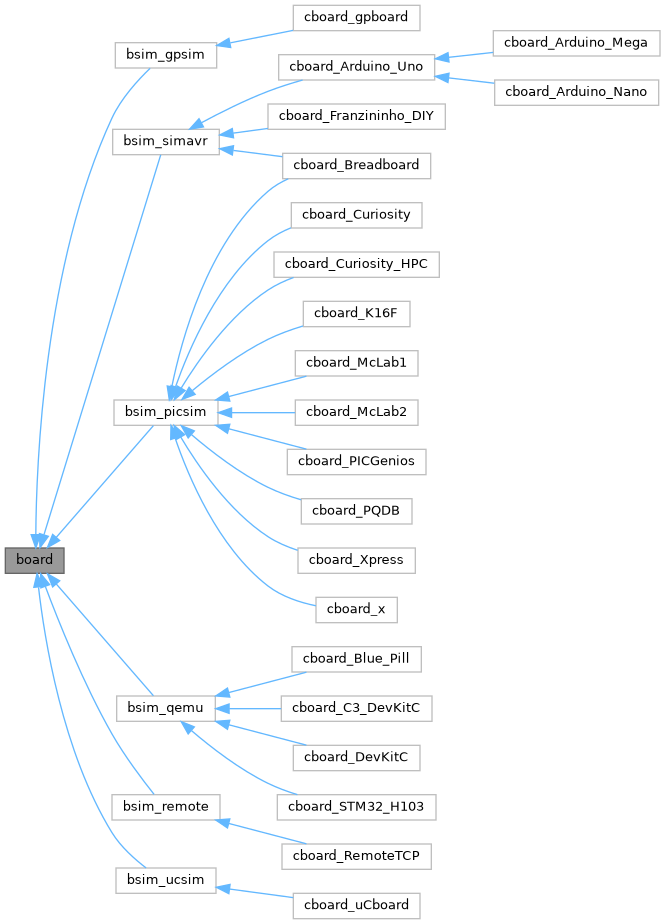 cboard_gpboard
cboard_Arduino_Mega
bsim_gpsim
cboard_Arduino_Uno
cboard_Arduino_Nano
cboard_Franzininho_DIY
bsim_simavr
cboard_Breadboard
cboard_Curiosity
cboard_Curiosity_HPC
cboard_K16F
cboard_McLab1
bsim_picsim
cboard_McLab2
cboard_PICGenios
cboard_PQDB
board
cboard_Xpress
cboard_x
cboard_Blue_Pill
bsim_qemu
cboard_C3_DevKitC
cboard_DevKitC
bsim_remote
cboard_STM32_H103
cboard_RemoteTCP
bsim_ucsim
cboard_uCboard